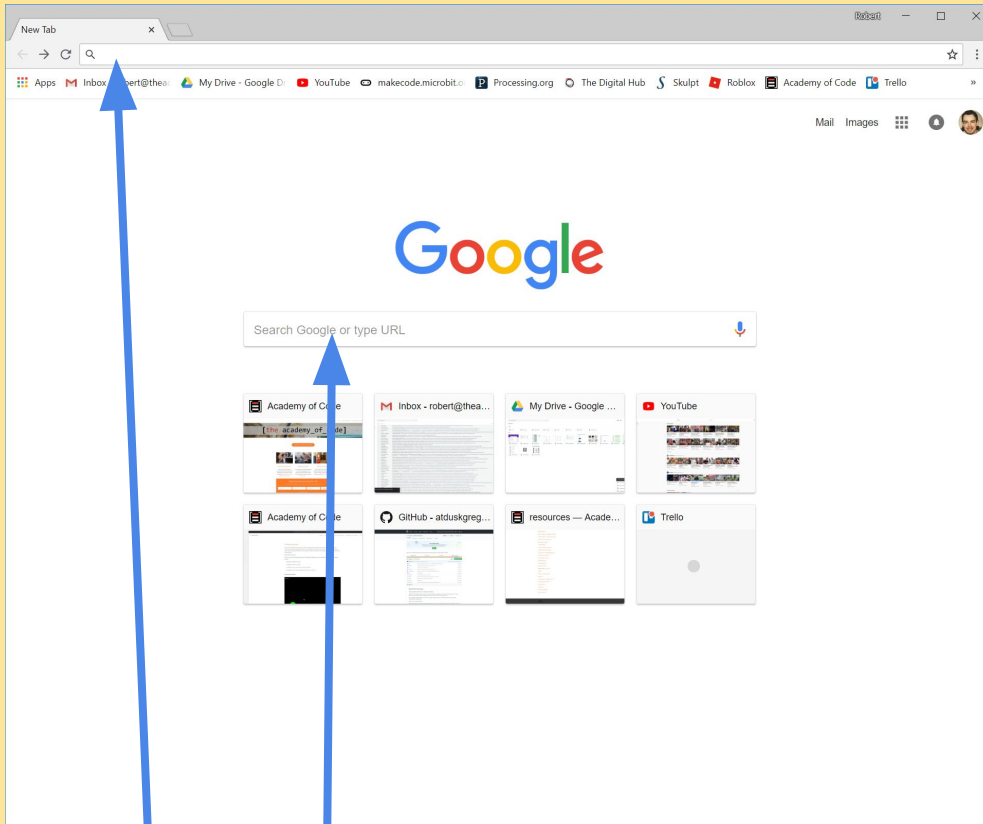 Robert
New Tab
Apps Inbox ert@thea My Drive - Google D YouTube makecode.microbit.o Processing.org The Digital Hub Skulpt Roblox Academy of Code Trello »
Mail Images
Google
Search Google or type URL
Academy of Code Inbox - robert@thea... My Drive - Google ... YouTube
[the academy_of_code]
Academy of Code GitHub - atduskgreg... resources — Acade... Trello